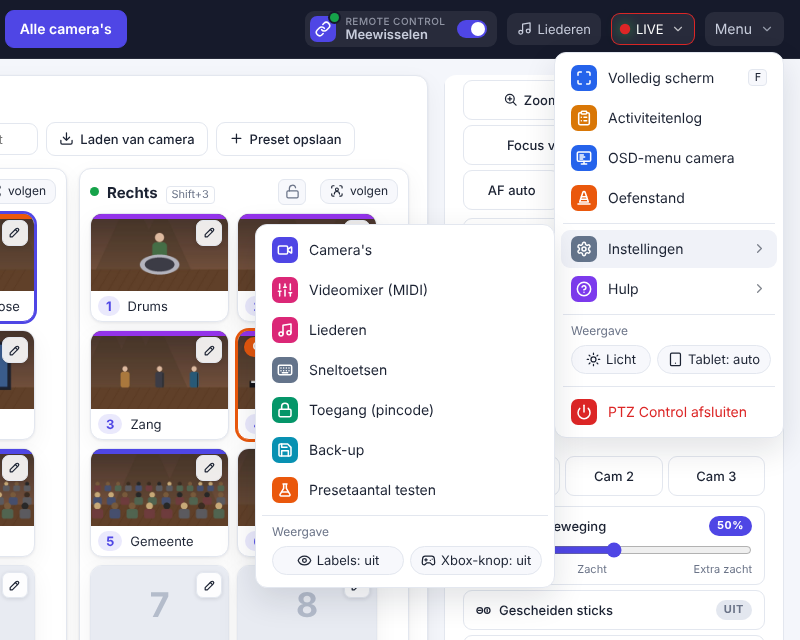 Alle camera's
REMOTE CONTROL
Meewisselen
Liederen
LIVE
Menu
Laden van camera
Preset opslaan
volgen
Rechts
Shift+3
volgen
1 Drums
3 Zang
5 Gemeente
7
8
Camera's
Videomixer (MIDI)
Liederen
Sneltoetsen
Toegang (pincode)
Back-up
Presetaantal testen
Weergave
Labels: uit
Xbox-knop: uit
AF auto
Volledig scherm F
Activiteitenlog
OSD-menu camera
Oefenstand
Instellingen
Hulp
Weergave
Licht
Tablet: auto
PTZ Control afsluiten
Cam 2
Cam 3
50%
Zacht
Extra zacht
Gescheiden sticks
UIT